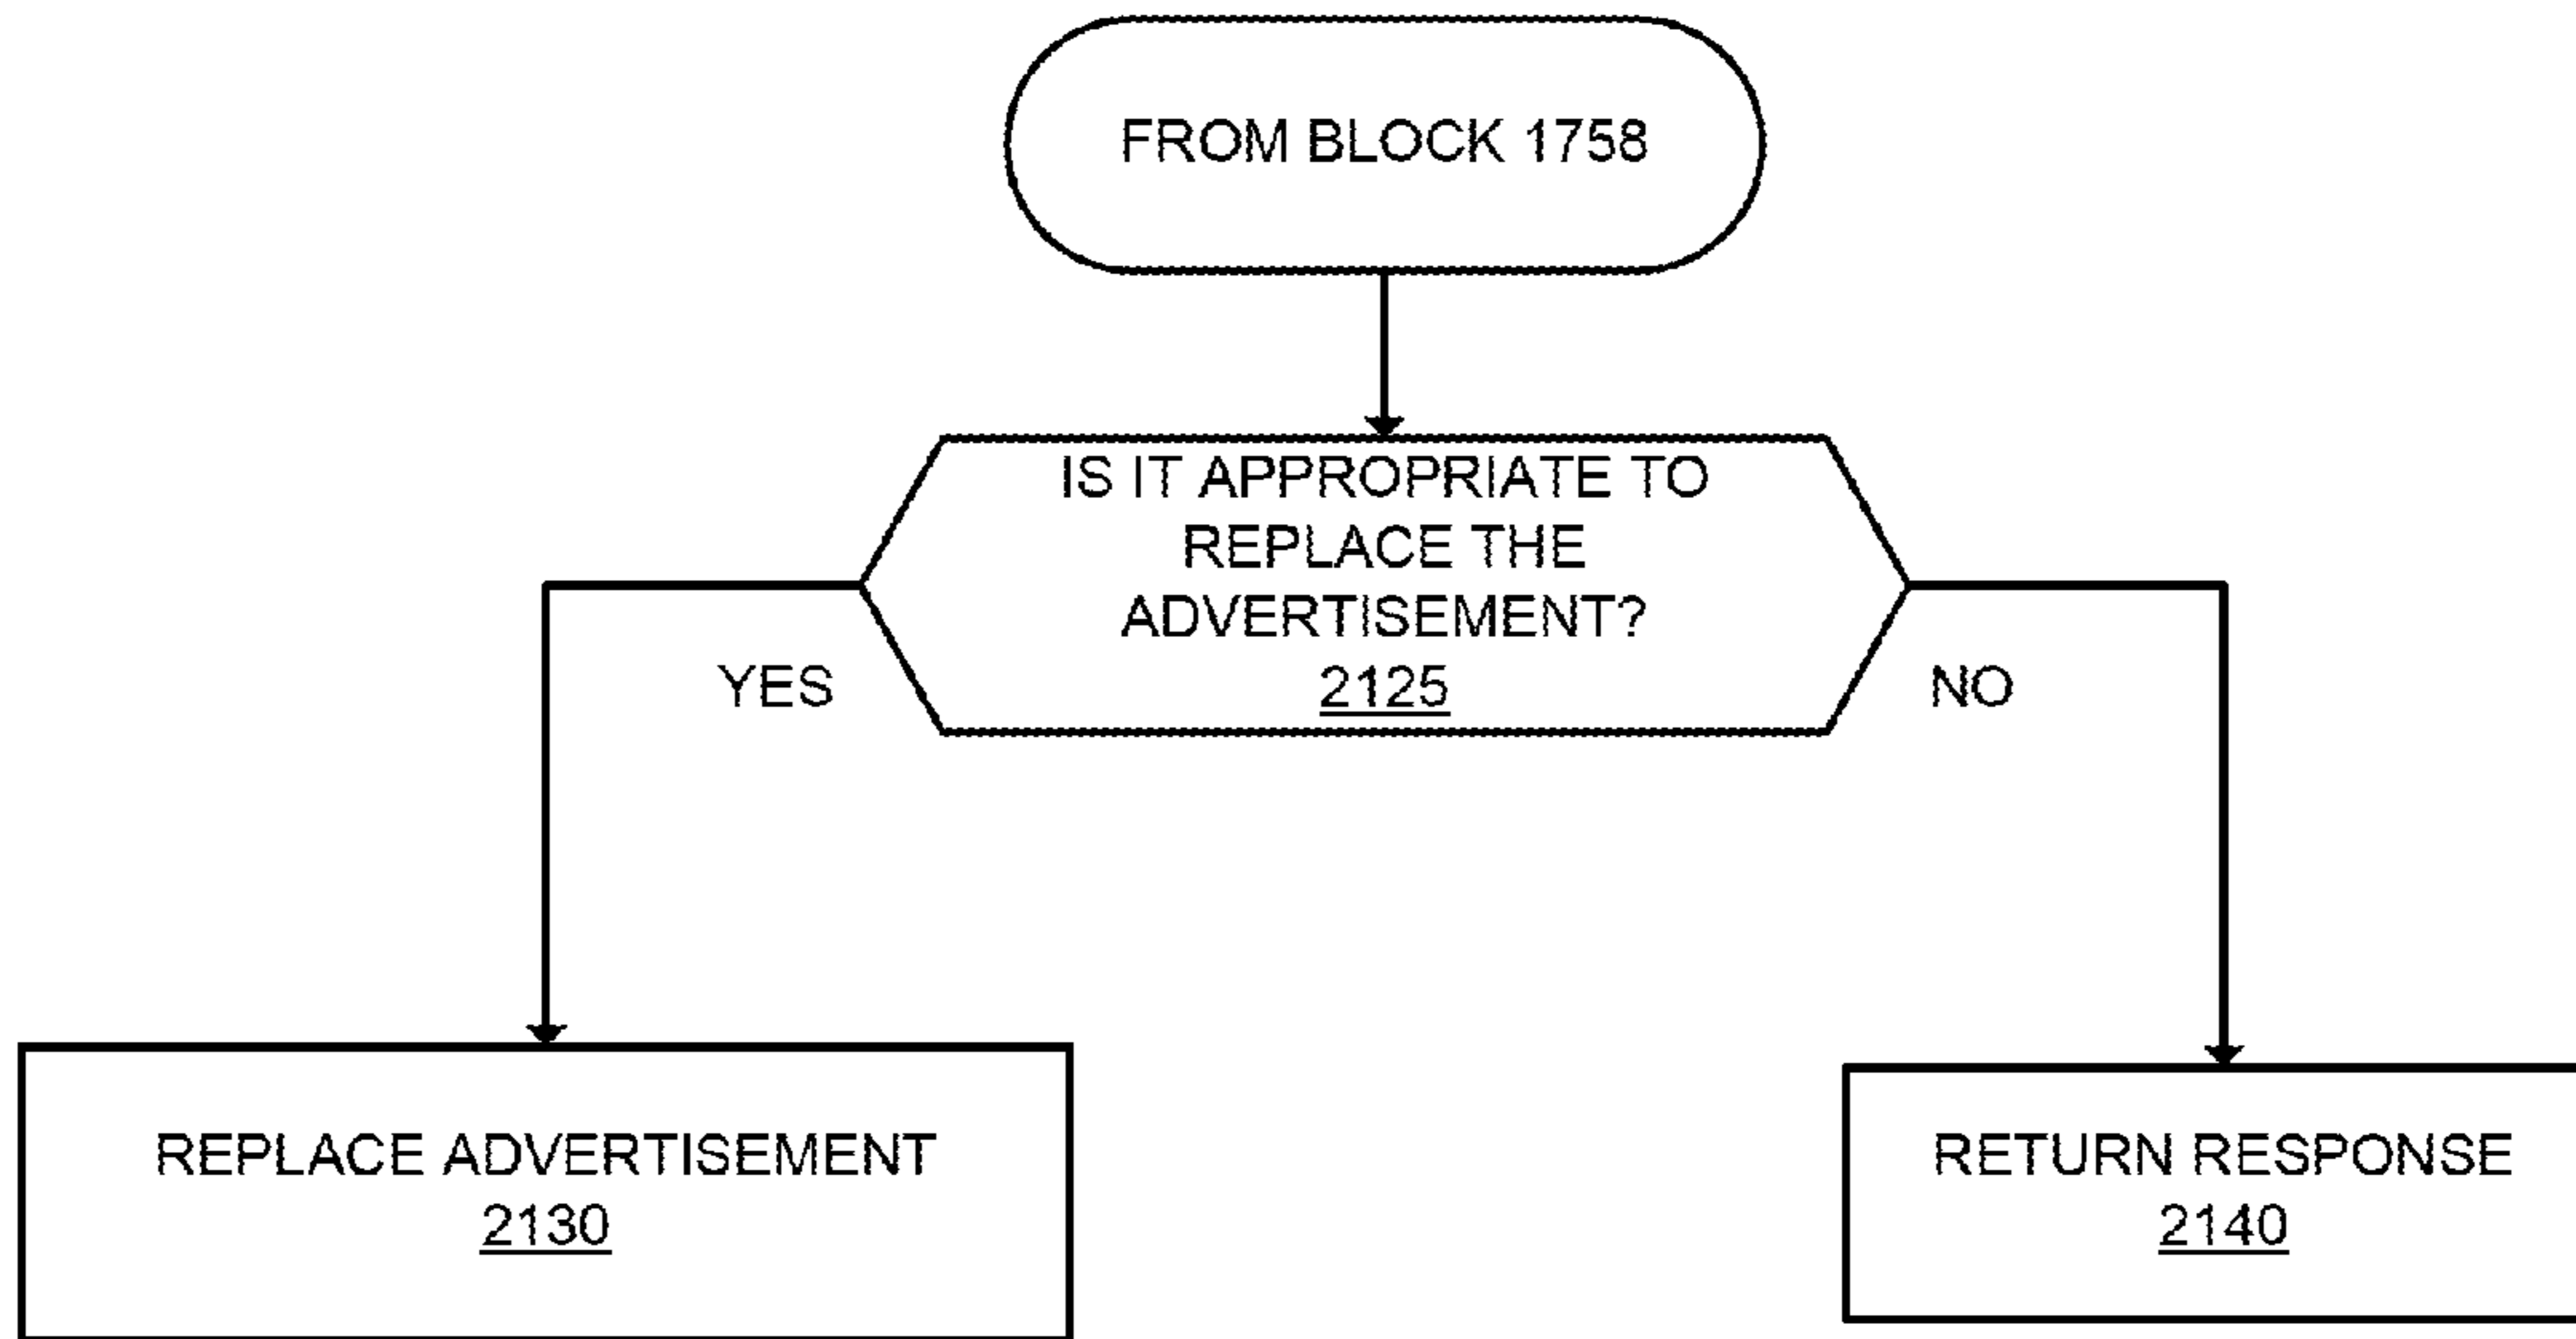 FROM BLOCK 1758
IS IT APPROPRIATE TO
REPLACE THE
ADVERTISEMENT?
2125
YES
NO
REPLACE ADVERTISEMENT
2130
RETURN RESPONSE
2140